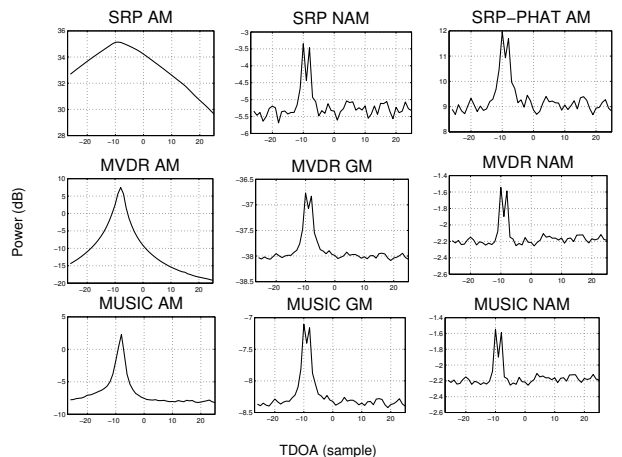 SRP AM
SRP NAM
SRP−PHAT AM
36
34
32
30
28
−20 −10 0 10 20
−3
−3.5
−4
−4.5
−5
−5.5
−6
−20 −10 0 10 20
12
11
10
9
8
−20 −10 0 10 20
MVDR AM
MVDR GM
MVDR NAM
10
5
0
−5
−10
−15
−20
−20 −10 0 10 20
−36.5
−37
−37.5
−38
−38.5
−20 −10 0 10 20
−1.4
−1.6
−1.8
−2
−2.2
−2.4
−2.6
−20 −10 0 10 20
Power (dB)
MUSIC AM
MUSIC GM
MUSIC NAM
5
0
−5
−10
−20 −10 0 10 20
−7
−7.5
−8
−8.5
−20 −10 0 10 20
−1.4
−1.6
−1.8
−2
−2.2
−2.4
−2.6
−20 −10 0 10 20
TDOA (sample)